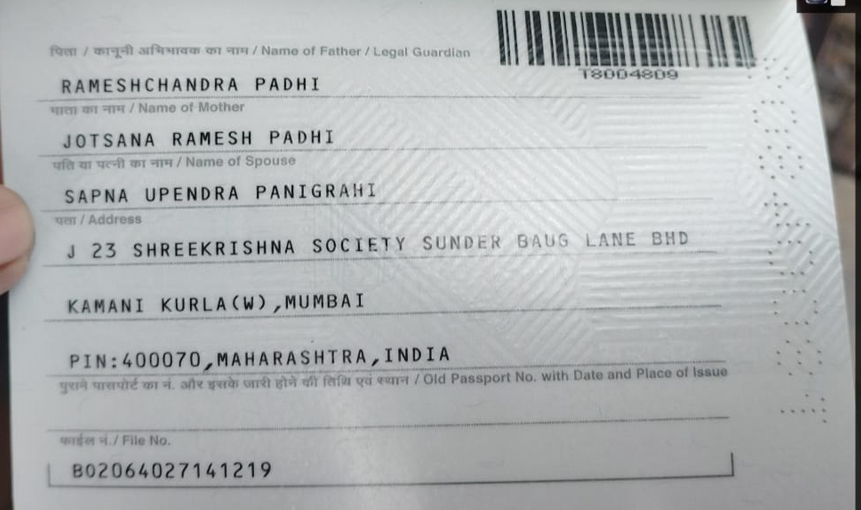 पिता / कानूनी अभिभावक का नाम / Name of Father / Legal Guardian
T8004809
RAMESHCHANDRA PADHI
माता का नाम / Name of Mother
JOTSANA RAMESH PADHI
पति या पत्नी का नाम / Name of Spouse
SAPNA UPENDRA PANIGRAHI
पता / Address
J 23 SHREEKRISHNA SOCIETY SUNDER BAUG LANE BHD
KAMANI KURLA(W),MUMBAI
PIN:400070,MAHARASHTRA,INDIA
पुराने पासपोर्ट का नं. और इसके जारी होने की तिथि एवं स्थान / Old Passport No. with Date and Place of Issue
फाईल नं./ File No.
B02064027141219